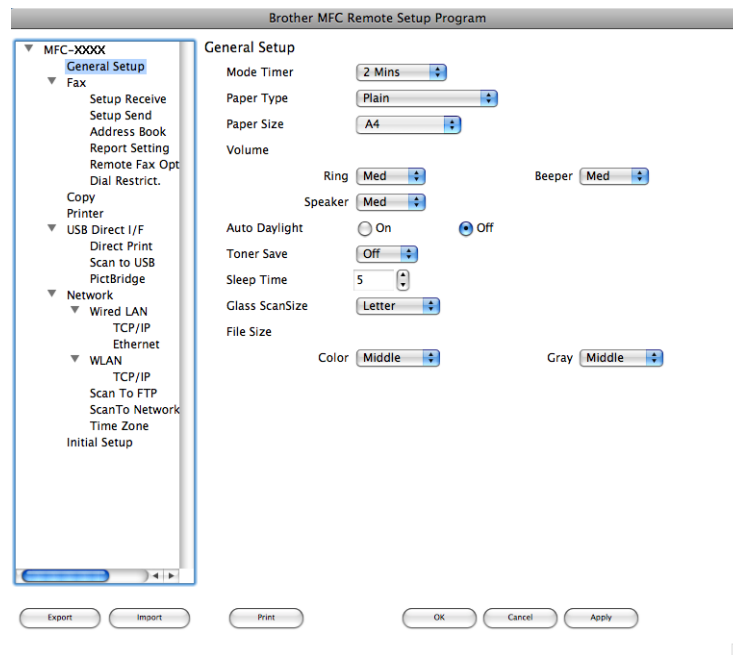 Brother MFC Remote Setup Program
MFC-XXXX
General Setup
Fax
Setup Receive
Setup Send
Address Book
Report Setting
Remote Fax Opt
Dial Restrict.
Copy
Printer
USB Direct I/F
Direct Print
Scan to USB
PictBridge
Network
Wired LAN
TCP/IP
Ethernet
WLAN
TCP/IP
Scan To FTP
ScanTo Network
Time Zone
Initial Setup
General Setup
Mode Timer 2 Mins
Paper Type Plain
Paper Size A4
Volume
Ring Med Beeper Med
Speaker Med
Auto Daylight On Off
Toner Save Off
Sleep Time 5
Glass ScanSize Letter
File Size
Color Middle Gray Middle
Export Import Print OK Cancel Apply